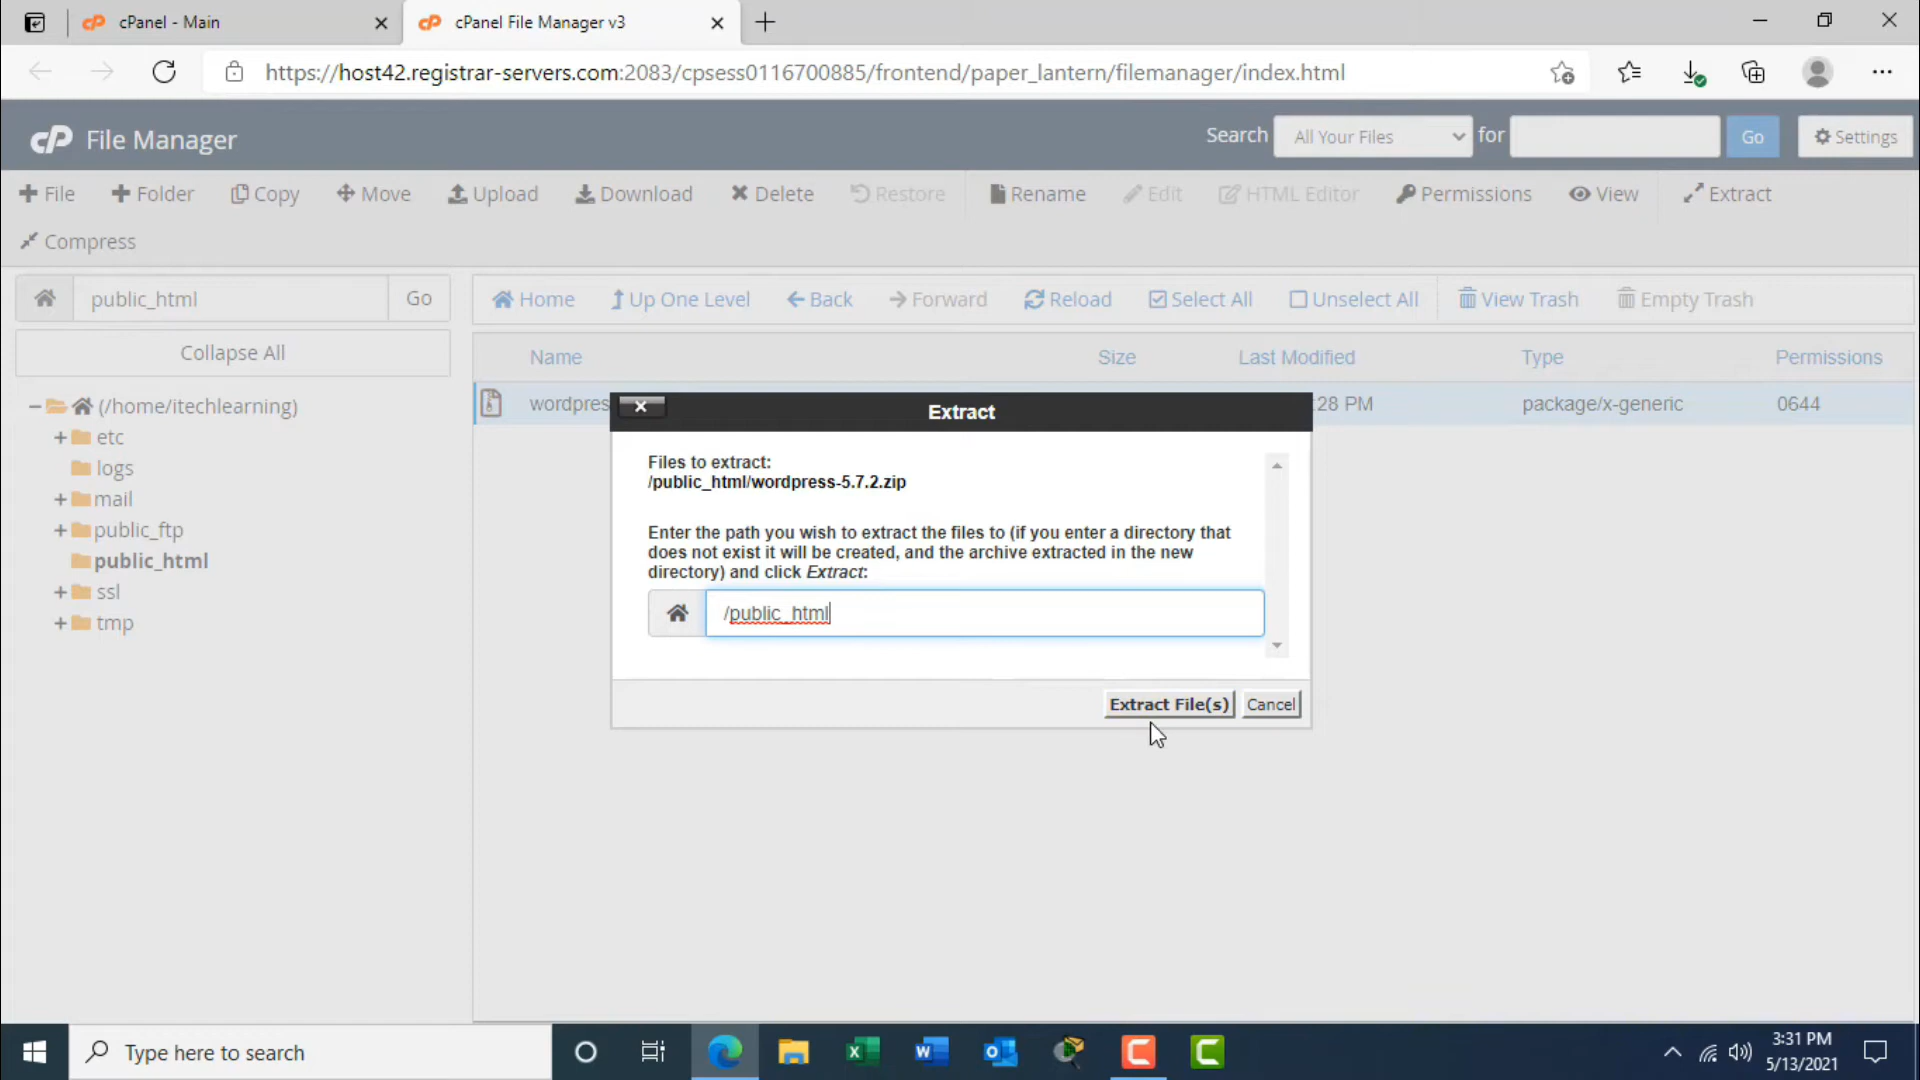 cPanel - Main
cPanel File Manager v3
https://host42.registrar-servers.com:2083/cpsess0116700885/frontend/paper_lantern/filemanager/index.html
cP File Manager
Search All Your Files for Go Settings
File Folder Copy Move Upload Download Delete Restore Rename Edit HTML Editor Permissions View Extract
Compress
public_html Go
Home Up One Level Back Forward Reload Select All Unselect All View Trash Empty Trash
Collapse All
Name Size Last Modified Type Permissions
(/home/itechlearning)
etc
logs
mail
public_ftp
public_html
ssl
tmp
wordpres :28 PM package/x-generic 0644
Extract
Files to extract:
/public_html/wordpress-5.7.2.zip
Enter the path you wish to extract the files to (if you enter a directory that
does not exist it will be created, and the archive extracted in the new
directory) and click Extract:
/public_html
Extract File(s) Cancel
Type here to search
3:31 PM
5/13/2021